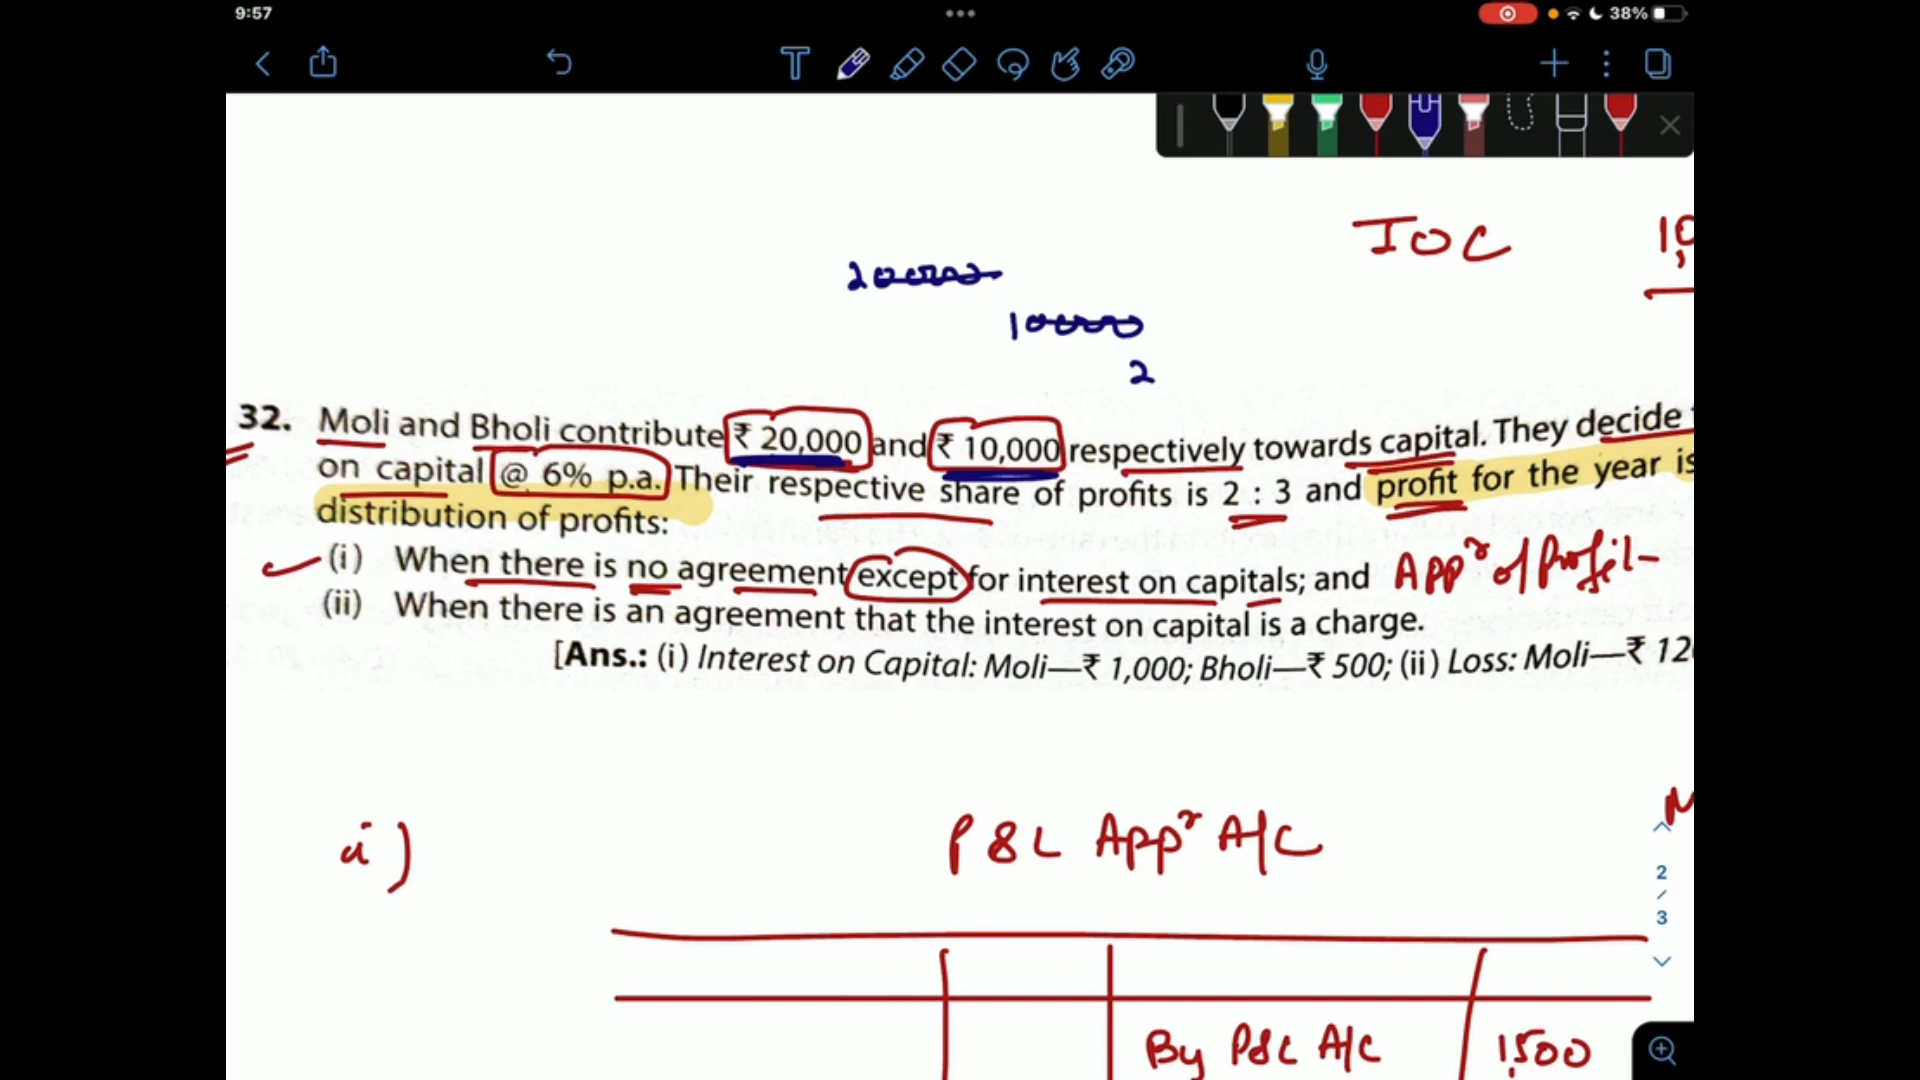 9:57
38%
IOC 10,
20000
10000
2
32. Moli and Bholi contribute ₹ 20,000 and ₹ 10,000 respectively towards capital. They decide
on capital @ 6% p.a. Their respective share of profits is 2 : 3 and profit for the year is
distribution of profits:
(i) When there is no agreement except for interest on capitals; and Appr of Profit
(ii) When there is an agreement that the interest on capital is a charge.
[Ans.: (i) Interest on Capital: Moli—₹ 1,000; Bholi—₹ 500; (ii) Loss: Moli—₹ 12
P & L Appr A/C
2
/
3
By P&L A/C 1,500